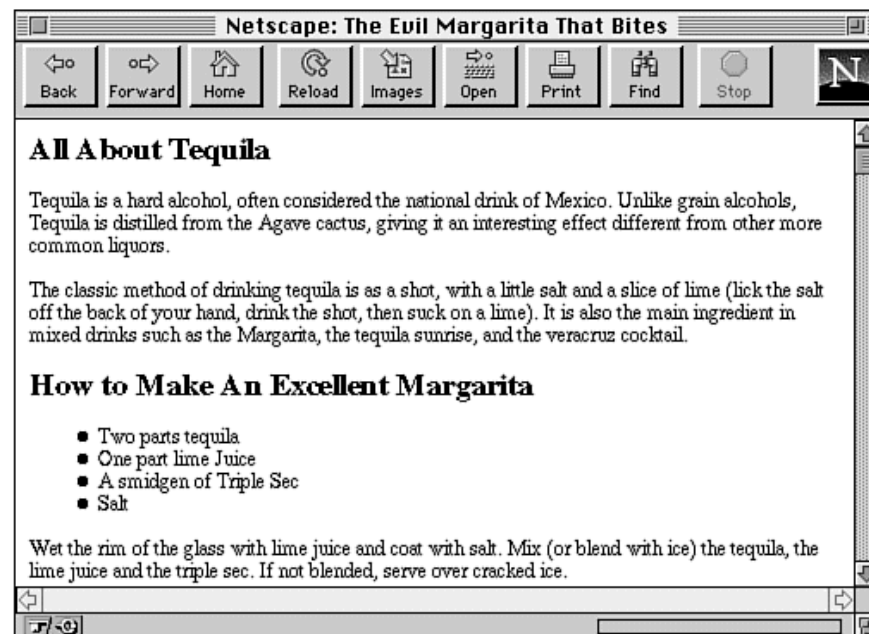 Netscape: The Evil Margarita That Bites
Back Forward Home Reload Images Open Print Find Stop N
All About Tequila
Tequila is a hard alcohol, often considered the national drink of Mexico. Unlike grain alcohols,
Tequila is distilled from the Agave cactus, giving it an interesting effect different from other more
common liquors.
The classic method of drinking tequila is as a shot, with a little salt and a slice of lime (lick the salt
off the back of your hand, drink the shot, then suck on a lime). It is also the main ingredient in
mixed drinks such as the Margarita, the tequila sunrise, and the veracruz cocktail.
How to Make An Excellent Margarita
● Two parts tequila
● One part lime Juice
● A smidgen of Triple Sec
● Salt
Wet the rim of the glass with lime juice and coat with salt. Mix (or blend with ice) the tequila, the
lime juice and the triple sec. If not blended, serve over cracked ice.